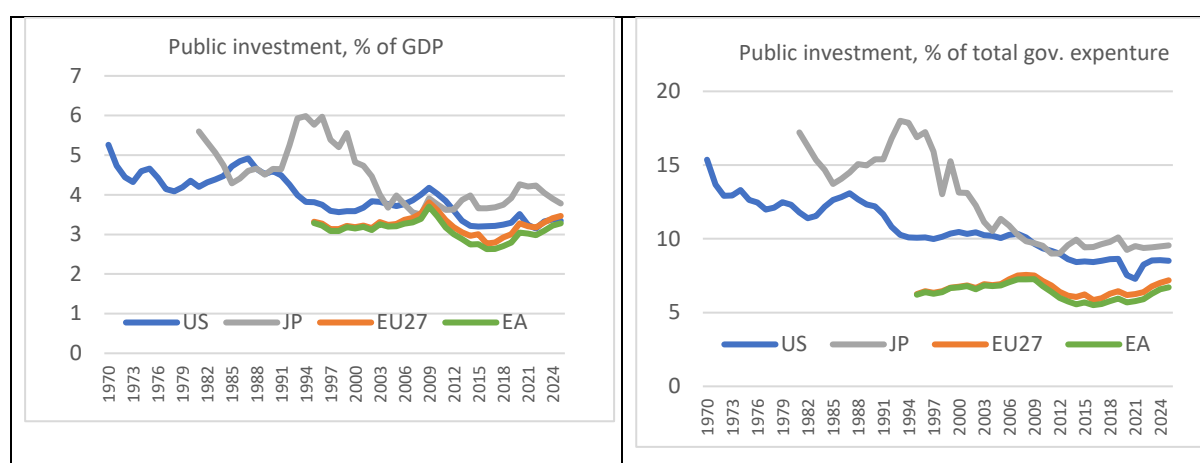 Public investment, % of GDP
7
6
5
4
3
2
1
0
US JP EU27 EA
1970 1973 1976 1979 1982 1985 1988 1991 1994 1997 2000 2003 2006 2009 2012 2015 2018 2021 2024
Public investment, % of total gov. expenture
20
15
10
5
0
US JP EU27 EA
1970 1973 1976 1979 1982 1985 1988 1991 1994 1997 2000 2003 2006 2009 2012 2015 2018 2021 2024